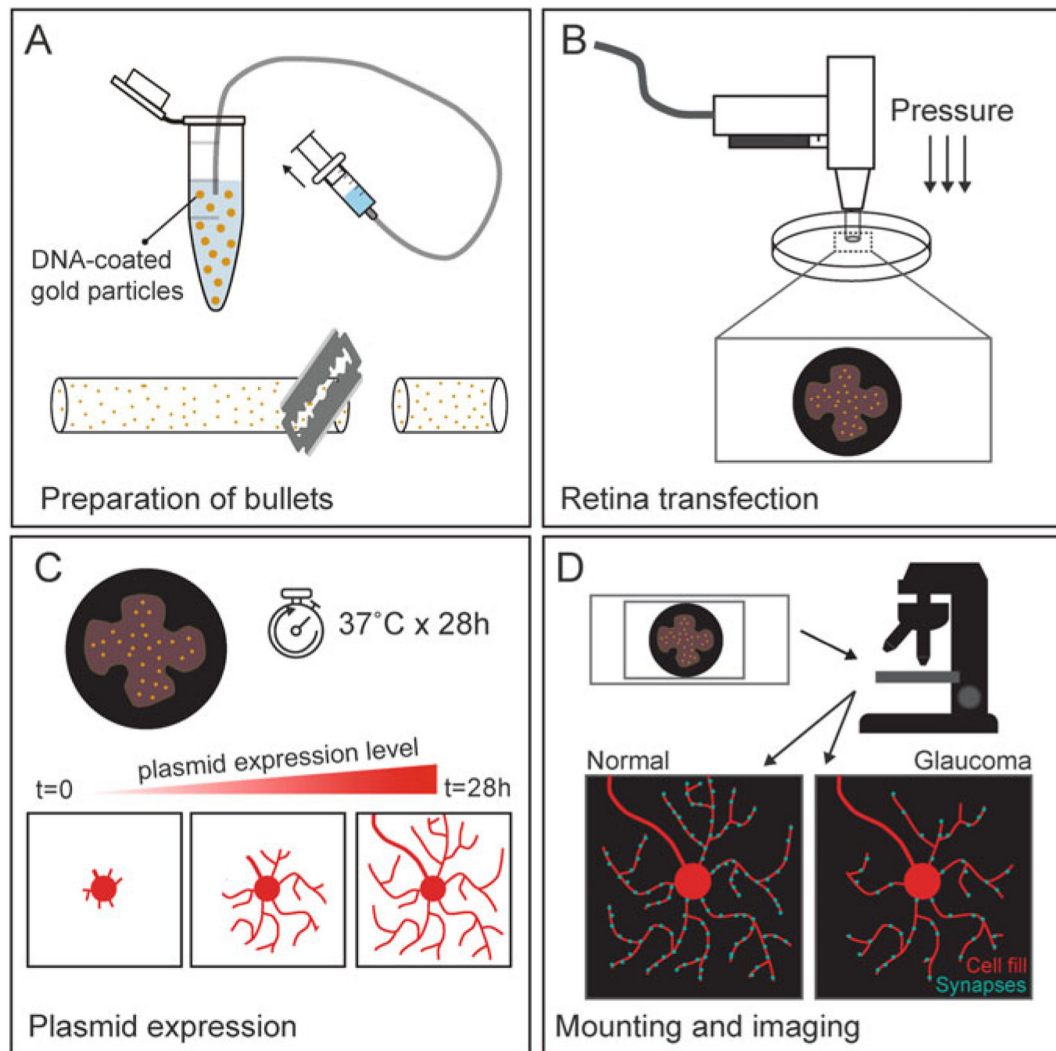 A
DNA-coated
gold particles
Preparation of bullets
B
Pressure
Retina transfection
C
37°C x 28h
plasmid expression level
t=0
t=28h
Plasmid expression
D
Normal
Glaucoma
Cell fill
Synapses
Mounting and imaging